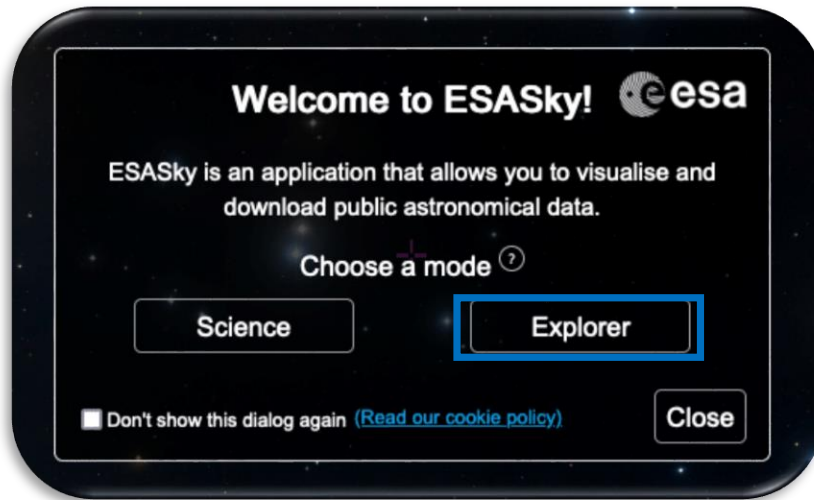 Welcome to ESASky!
esa
ESASky is an application that allows you to visualise and
download public astronomical data.
Choose a mode ?
Science
Explorer
Don't show this dialog again (Read our cookie policy)
Close